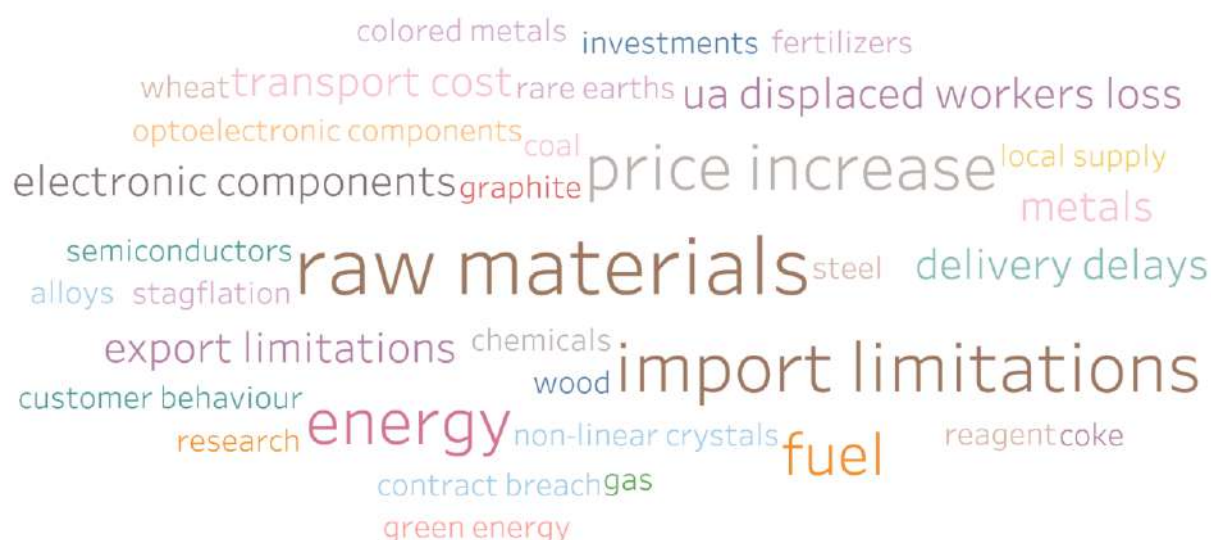 colored metals investments fertilizers
wheat transport cost rare earths ua displaced workers loss
optoelectronic components coal price increase local supply
electronic components graphite metals
semiconductors raw materials steel delivery delays
alloys stagflation
export limitations chemicals import limitations
customer behaviour wood
research energy non-linear crystals fuel reagent coke
contract breach gas
green energy